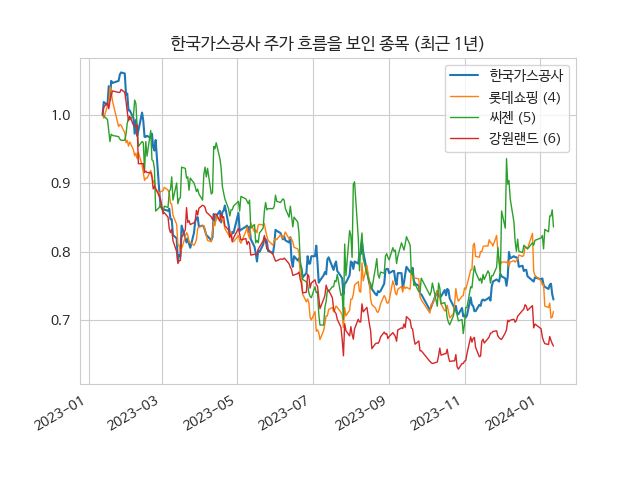 한국가스공사 주가 흐름을 보인 종목 (최근 1년)
한국가스공사
롯데쇼핑 (4)
씨젠 (5)
강원랜드 (6)
1.0
0.9
0.8
0.7
2023-01
2023-03
2023-05
2023-07
2023-09
2023-11
2024-01